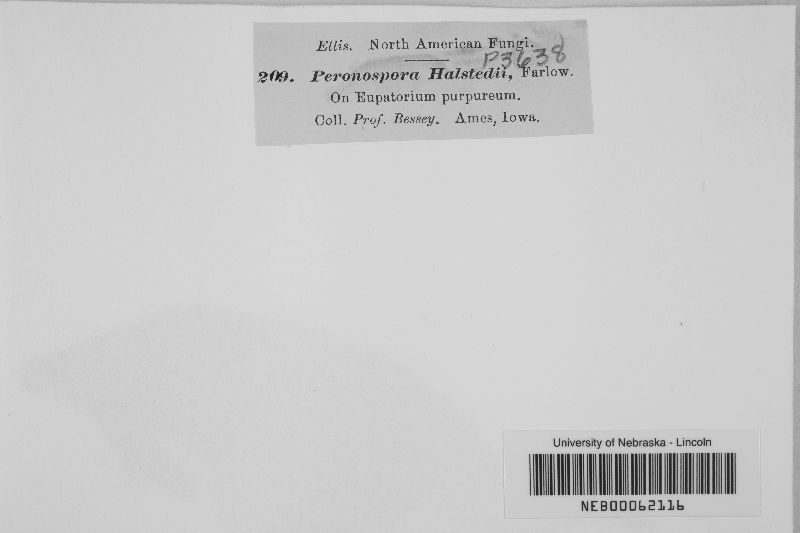 Ellis. North American Fungi.
P3638
209. Peronospora Halstedii, Farlow.
On Eupatorium purpureum.
Coll. Prof. Bessey. Ames, Iowa.
University of Nebraska - Lincoln
NEB00062116